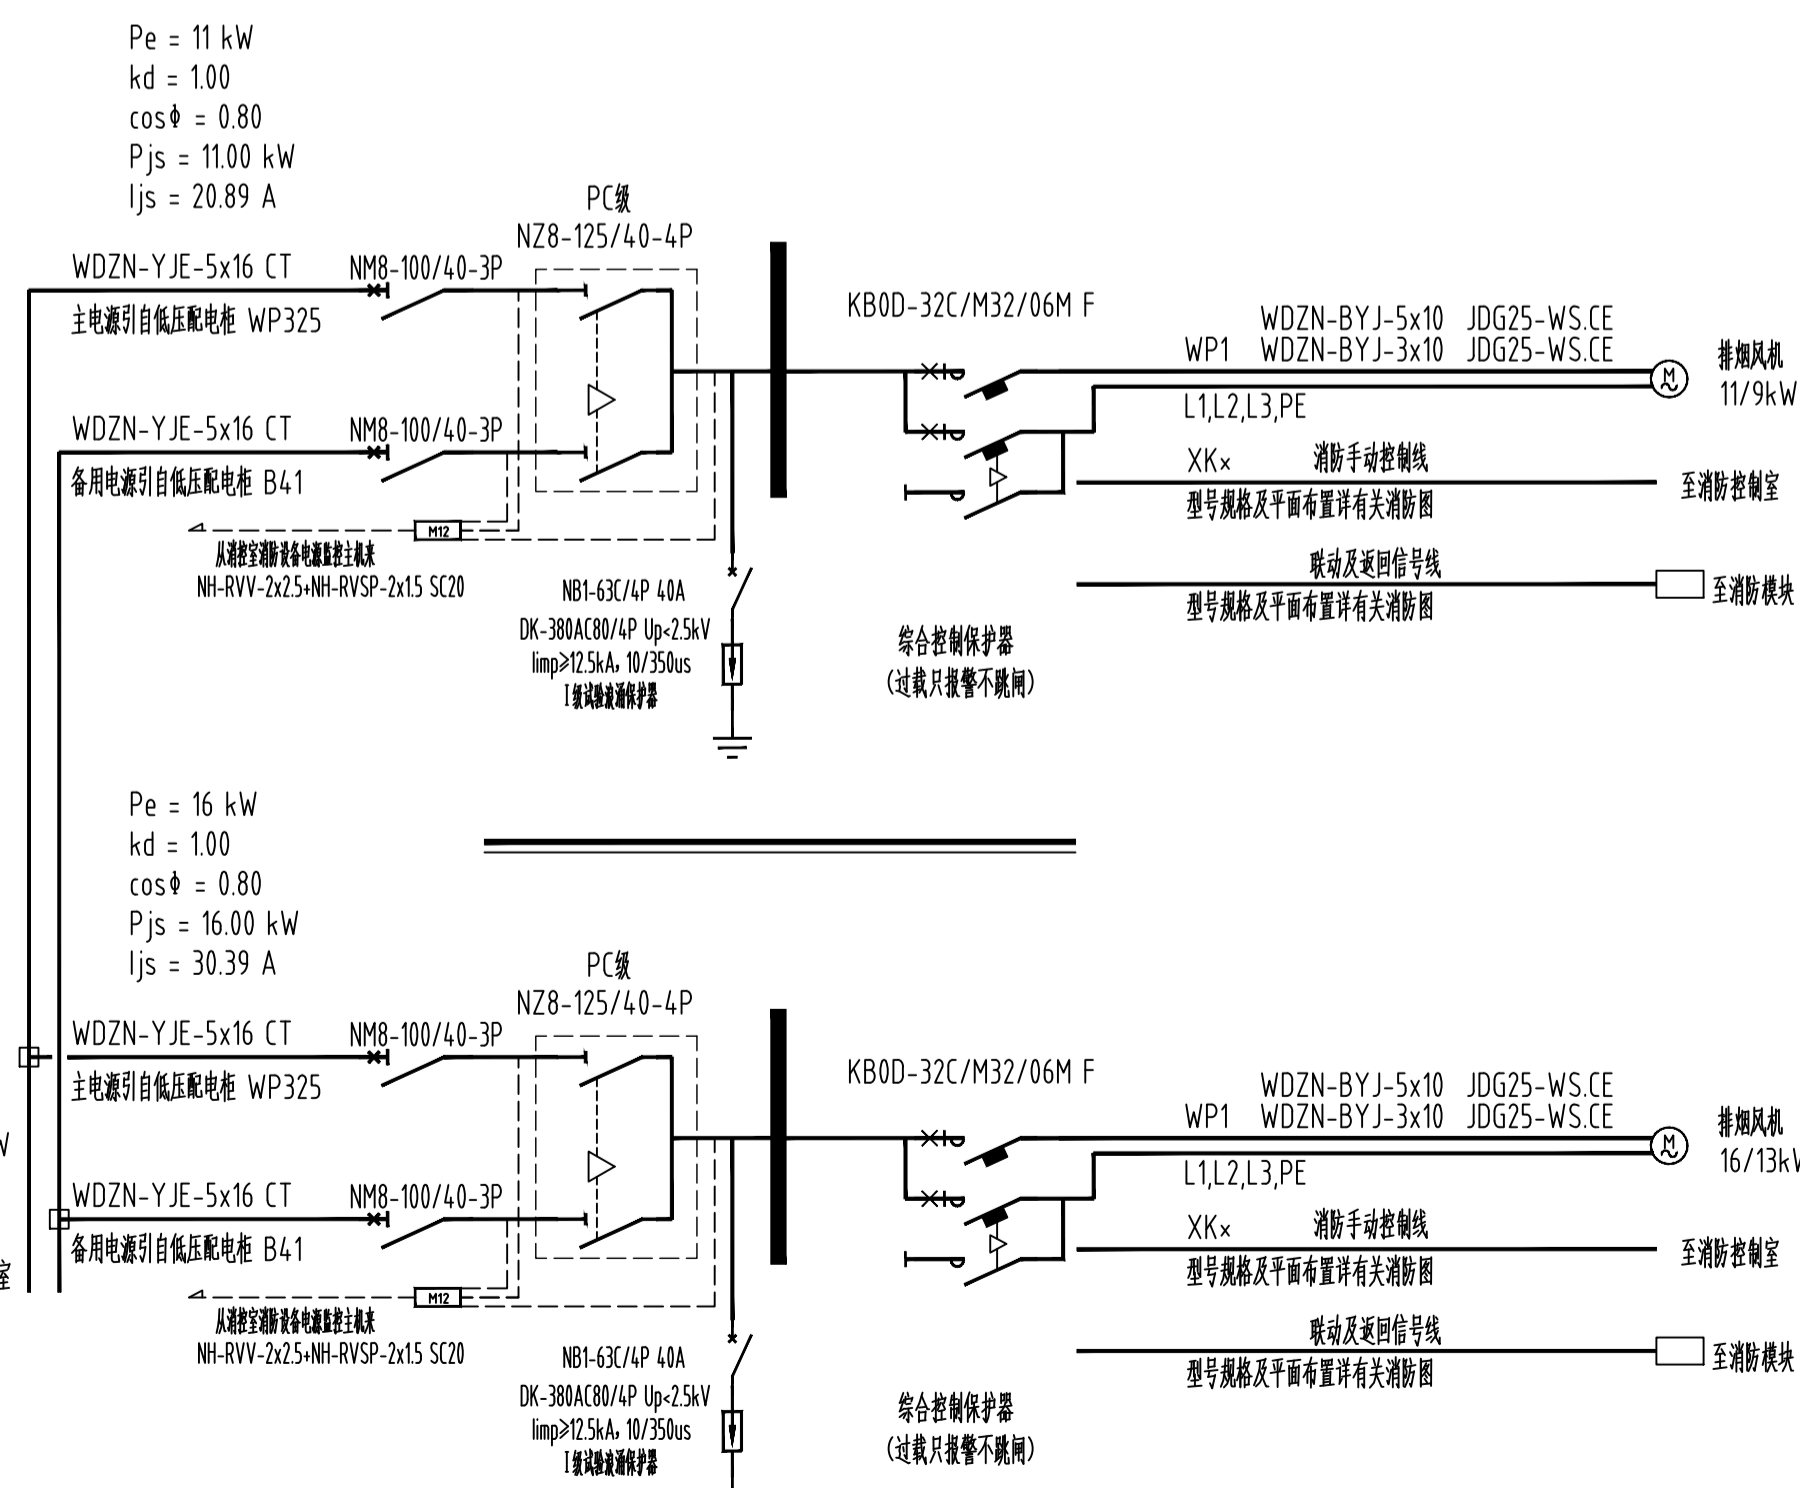 Pe = 11 kW
kd = 1.00
cosΦ = 0.80
Pjs = 11.00 kW
Ijs = 20.89 A
PC级
NZ8-125/40-4P
WDZN-YJE-5x16 CT
NM8-100/40-3P
主电源引自低压配电柜 WP325
WDZN-YJE-5x16 CT
NM8-100/40-3P
备用电源引自低压配电柜 B41
M12
从消控室消防设备电源监控主机来
NH-RVV-2x2.5+NH-RVSP-2x1.5 SC20
NB1-63C/4P 40A
DK-380AC80/4P Up<2.5kV
Iimp≥12.5kA, 10/350us
I级试验浪涌保护器
KB0D-32C/M32/06M F
综合控制保护器
(过载只报警不跳闸)
WDZN-BYJ-5x10 JDG25-WS.CE
WP1 WDZN-BYJ-3x10 JDG25-WS.CE
L1,L2,L3,PE
M
排烟风机
11/9kW
XK× 消防手动控制线
型号规格及平面布置详有关消防图
至消防控制室
联动及返回信号线
型号规格及平面布置详有关消防图
至消防模块
Pe = 16 kW
kd = 1.00
cosΦ = 0.80
Pjs = 16.00 kW
Ijs = 30.39 A
PC级
NZ8-125/40-4P
WDZN-YJE-5x16 CT
NM8-100/40-3P
主电源引自低压配电柜 WP325
W
WDZN-YJE-5x16 CT
NM8-100/40-3P
备用电源引自低压配电柜 B41
室
M12
从消控室消防设备电源监控主机来
NH-RVV-2x2.5+NH-RVSP-2x1.5 SC20
NB1-63C/4P 40A
DK-380AC80/4P Up<2.5kV
Iimp≥12.5kA, 10/350us
I级试验浪涌保护器
KB0D-32C/M32/06M F
综合控制保护器
(过载只报警不跳闸)
WDZN-BYJ-5x10 JDG25-WS.CE
WP1 WDZN-BYJ-3x10 JDG25-WS.CE
L1,L2,L3,PE
M
排烟风机
16/13kW
XK× 消防手动控制线
型号规格及平面布置详有关消防图
至消防控制室
联动及返回信号线
型号规格及平面布置详有关消防图
至消防模块